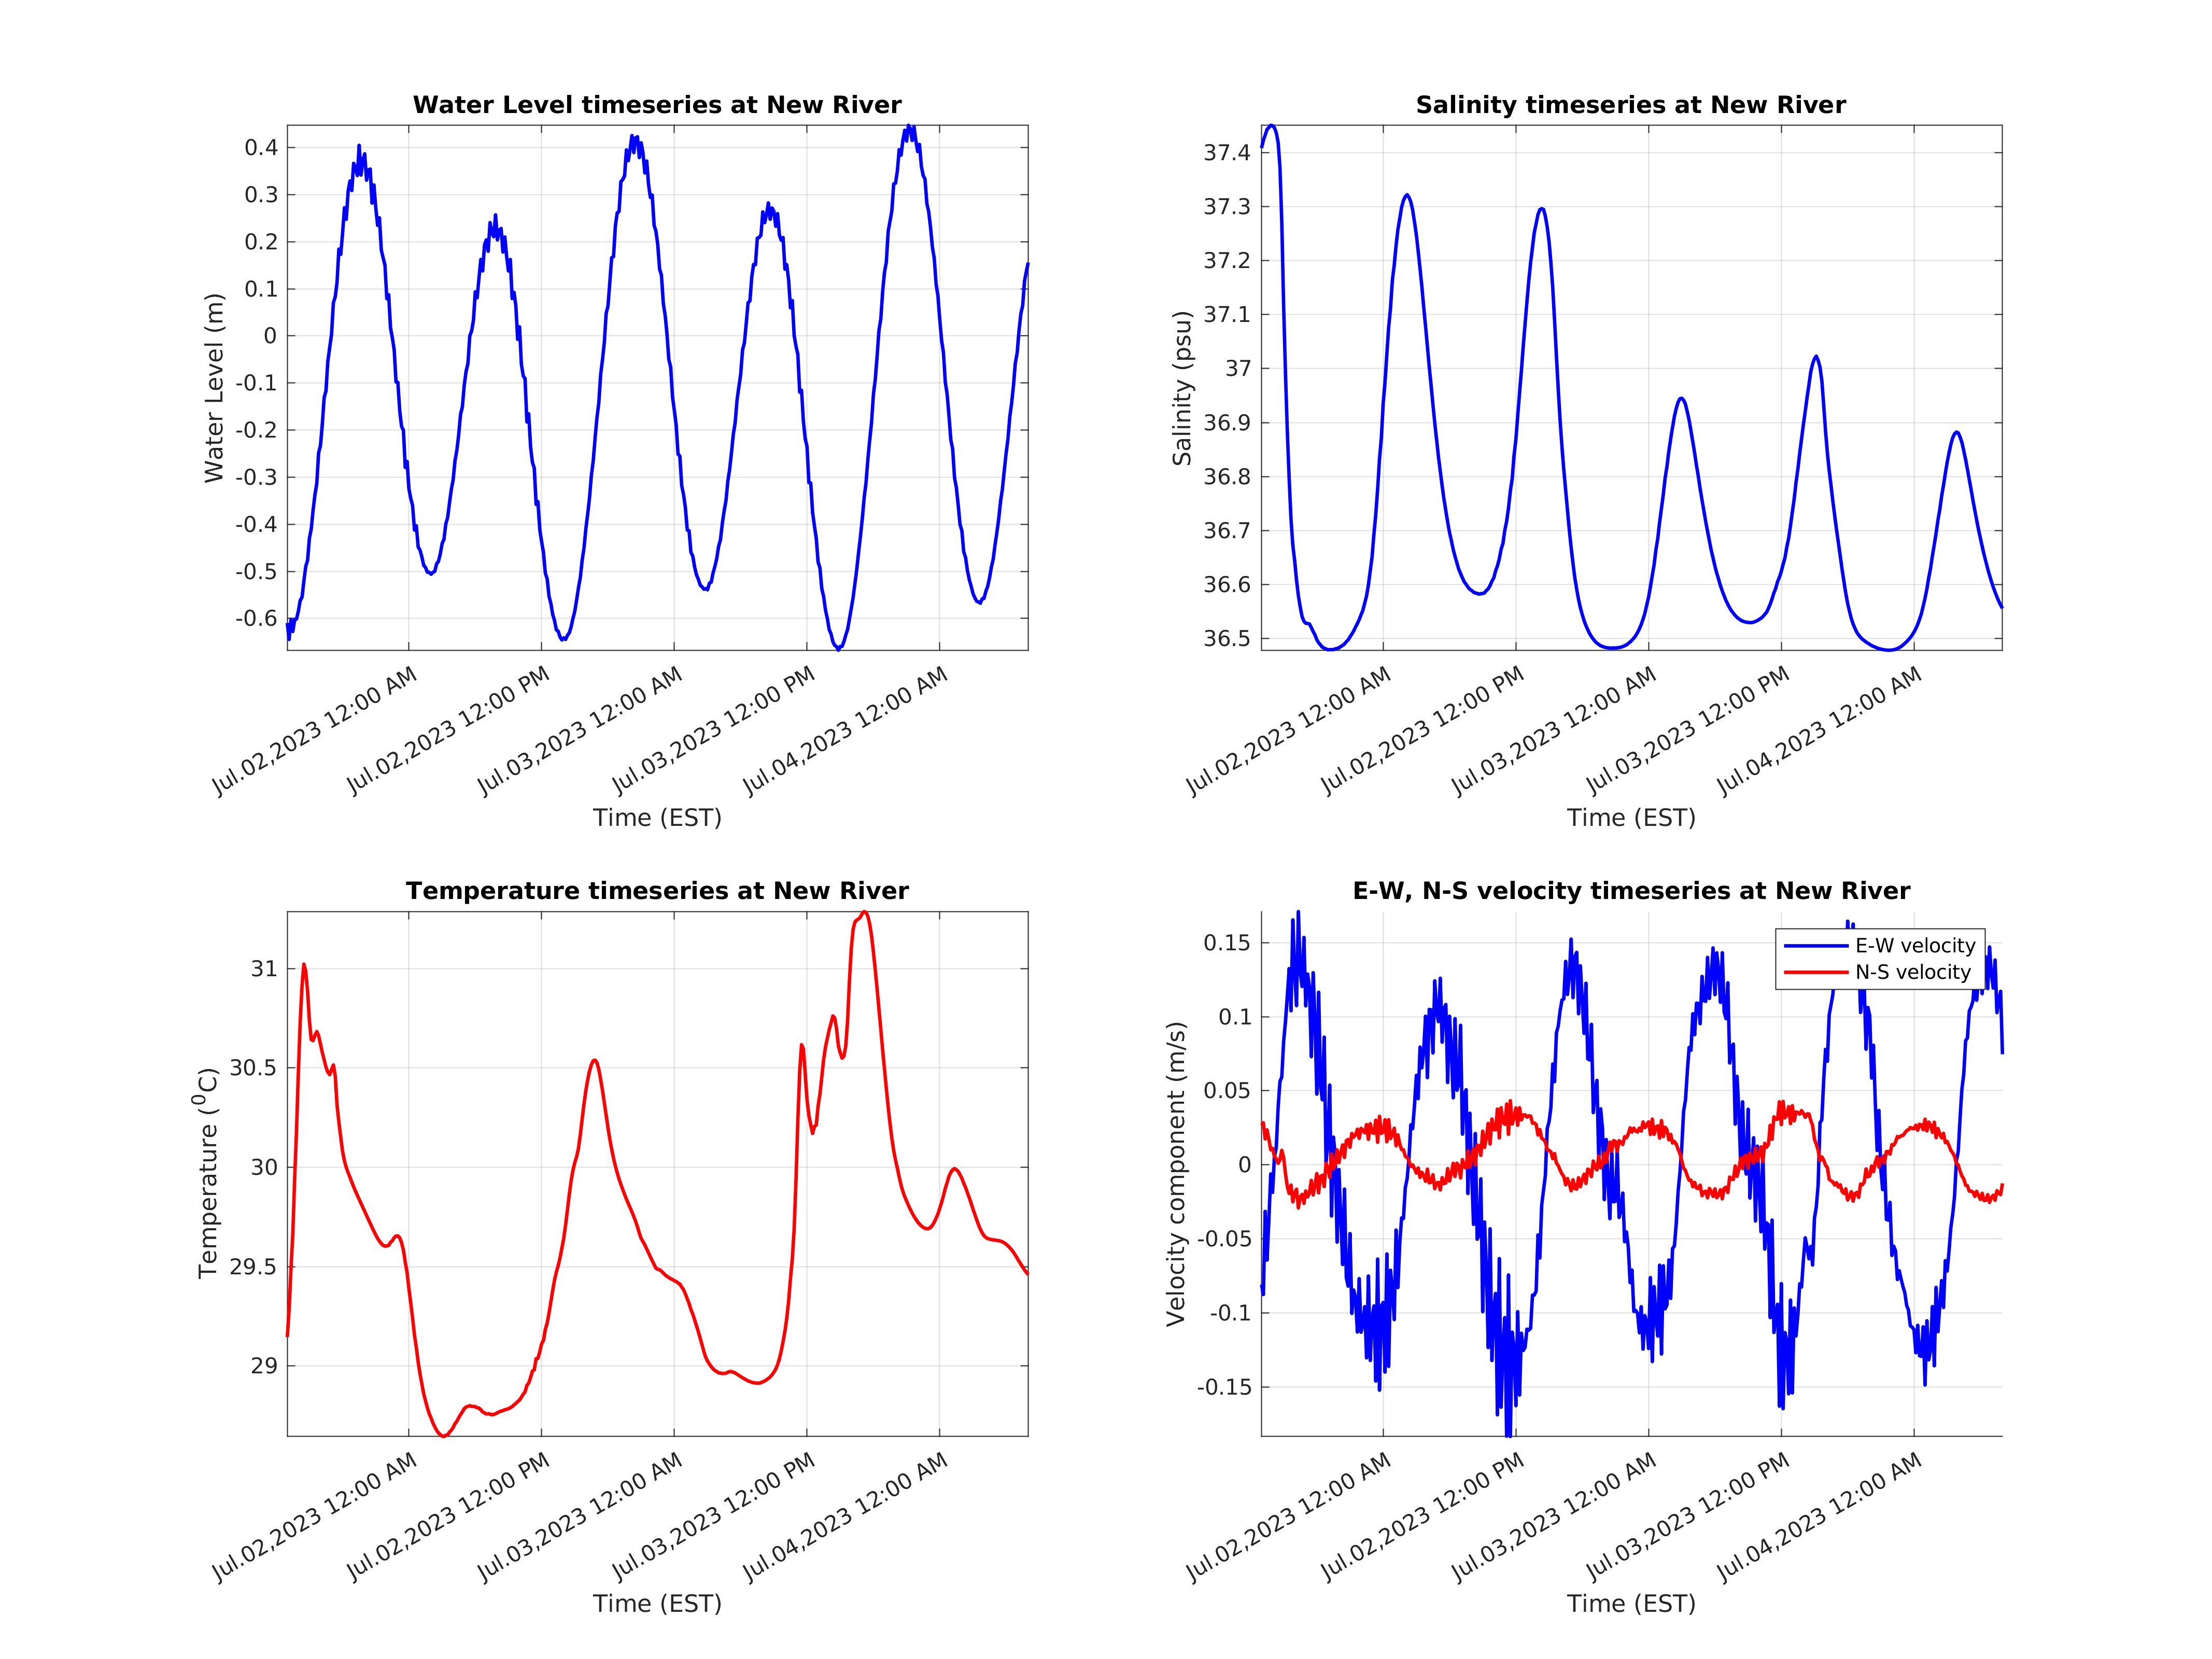 Water Level timeseries at New River
Water Level (m)
0.4
0.3
0.2
0.1
0
-0.1
-0.2
-0.3
-0.4
-0.5
-0.6
Jul.02,2023 12:00 AM
Jul.02,2023 12:00 PM
Jul.03,2023 12:00 AM
Jul.03,2023 12:00 PM
Jul.04,2023 12:00 AM
Time (EST)
Salinity timeseries at New River
Salinity (psu)
37.4
37.3
37.2
37.1
37
36.9
36.8
36.7
36.6
36.5
Jul.02,2023 12:00 AM
Jul.02,2023 12:00 PM
Jul.03,2023 12:00 AM
Jul.03,2023 12:00 PM
Jul.04,2023 12:00 AM
Time (EST)
Temperature timeseries at New River
Temperature (⁰C)
31
30.5
30
29.5
29
Jul.02,2023 12:00 AM
Jul.02,2023 12:00 PM
Jul.03,2023 12:00 AM
Jul.03,2023 12:00 PM
Jul.04,2023 12:00 AM
Time (EST)
E-W, N-S velocity timeseries at New River
Velocity component (m/s)
0.15
0.1
0.05
0
-0.05
-0.1
-0.15
E-W velocity
N-S velocity
Jul.02,2023 12:00 AM
Jul.02,2023 12:00 PM
Jul.03,2023 12:00 AM
Jul.03,2023 12:00 PM
Jul.04,2023 12:00 AM
Time (EST)